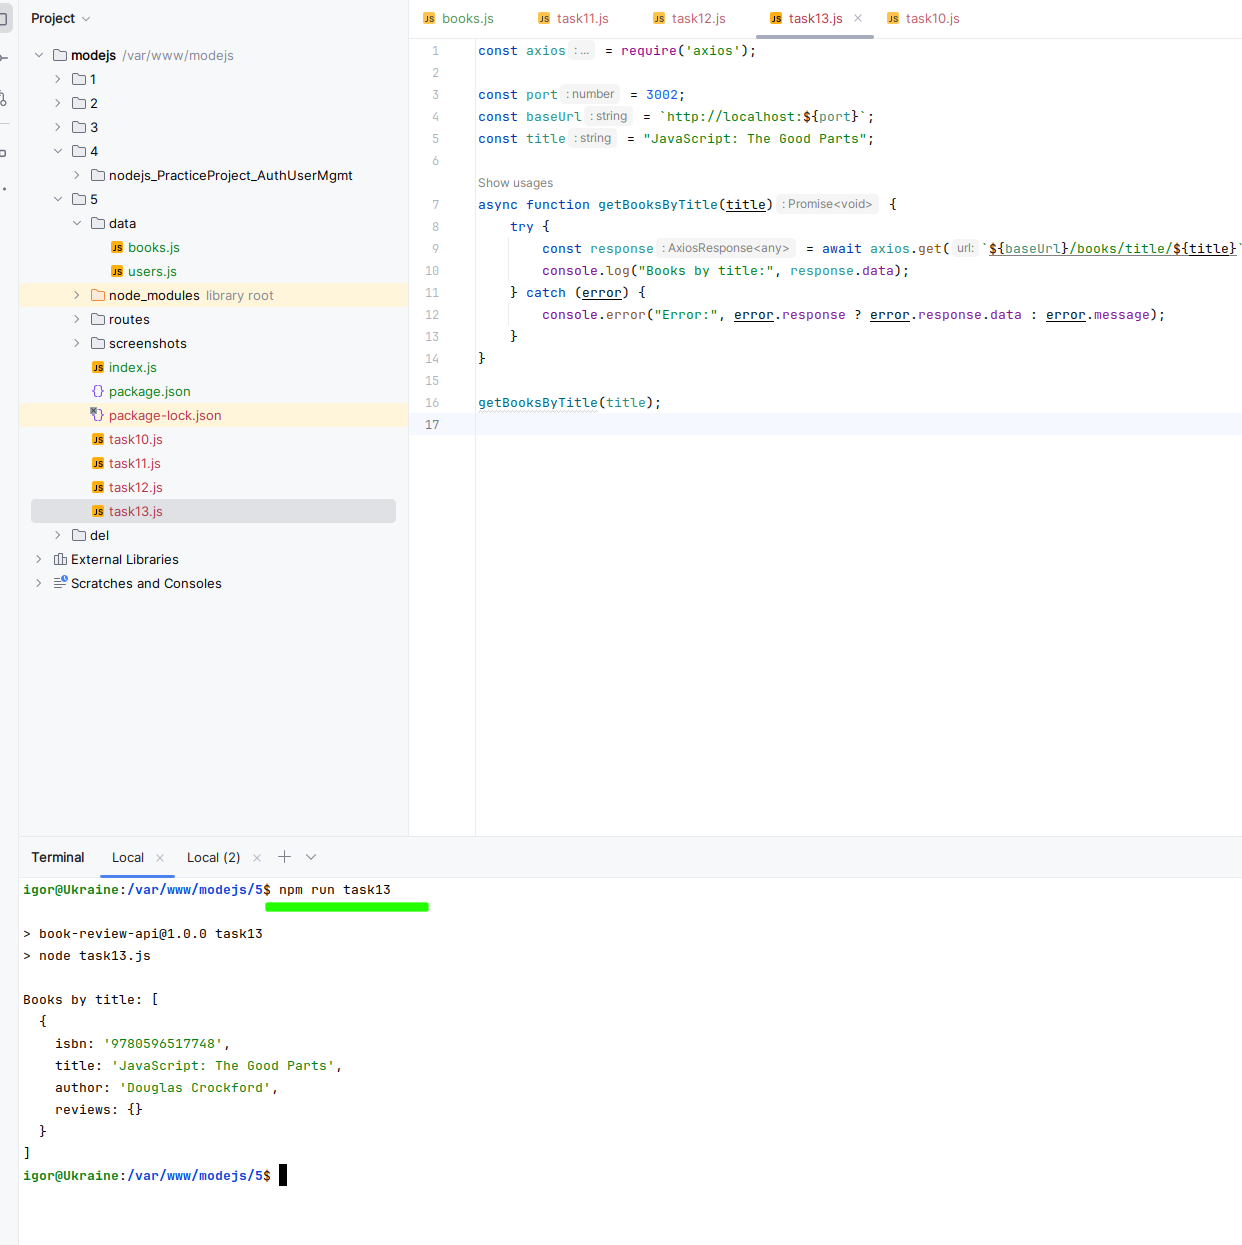 Project
modejs /var/www/modejs
1
2
3
4
nodejs_PracticeProject_AuthUserMgmt
5
data
books.js
users.js
node_modules library root
routes
screenshots
index.js
package.json
package-lock.json
task10.js
task11.js
task12.js
task13.js
del
External Libraries
Scratches and Consoles
books.js task11.js task12.js task13.js task10.js
1 const axios : ... = require('axios');
2
3 const port : number = 3002;
4 const baseUrl : string = `http://localhost:${port}`;
5 const title : string = "JavaScript: The Good Parts";
6
Show usages
7 async function getBooksByTitle(title) : Promise<void> {
8 try {
9 const response : AxiosResponse<any> = await axios.get( url: `${baseUrl}/books/title/${title}`
10 console.log("Books by title:", response.data);
11 } catch (error) {
12 console.error("Error:", error.response ? error.response.data : error.message);
13 }
14 }
15
16 getBooksByTitle(title);
17
Terminal Local Local (2)
igor@Ukraine:/var/www/modejs/5$ npm run task13
> book-review-api@1.0.0 task13
> node task13.js
Books by title: [
{
isbn: '9780596517748',
title: 'JavaScript: The Good Parts',
author: 'Douglas Crockford',
reviews: {}
}
]
igor@Ukraine:/var/www/modejs/5$